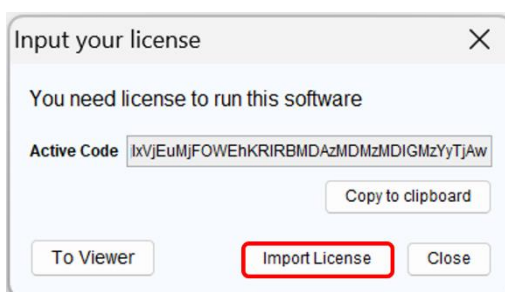 Input your license
You need license to run this software
Active Code IxVjEuMjFOWEhKRIRBMDAzMDMzMDIGMzYyTjAw
Copy to clipboard
To Viewer Import License Close